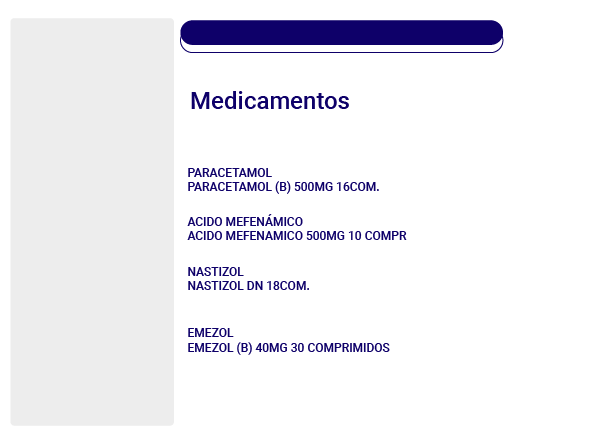 Medicamentos
PARACETAMOL
PARACETAMOL (B) 500MG 16COM.
ACIDO MEFENÁMICO
ACIDO MEFENAMICO 500MG 10 COMPR
NASTIZOL
NASTIZOL DN 18COM.
EMEZOL
EMEZOL (B) 40MG 30 COMPRIMIDOS